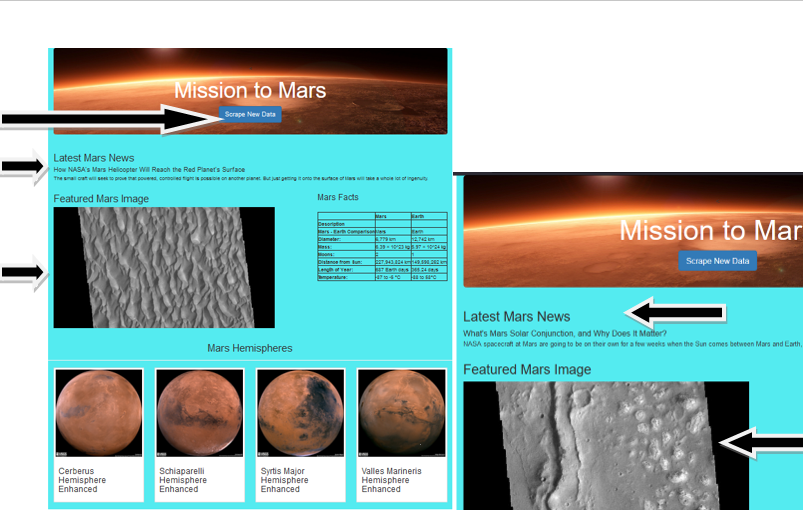 Mission to Mars
Scrape New Data
Latest Mars News
How NASA's Mars Helicopter Will Reach the Red Planet's Surface
The small craft will seek to prove that powered, controlled flight is possible on another planet. But just getting it onto the surface of Mars will take a whole lot of ingenuity.
Featured Mars Image
Mars Facts
Mars Earth
Description
Mars - Earth Comparison Mars Earth
Diameter: 6,779 km 12,742 km
Mass: 6.39 × 10^23 kg 5.97 × 10^24 kg
Moons: 2 1
Distance from Sun: 227,943,824 km 149,598,262 km
Length of Year: 687 Earth days 365.24 days
Temperature:
Mars Hemispheres
Cerberus
Hemisphere
Enhanced
Schiaparelli
Hemisphere
Enhanced
Syrtis Major
Hemisphere
Enhanced
Valles Marineris
Hemisphere
Enhanced
Mission to Mar
Scrape New Data
Latest Mars News
What's Mars Solar Conjunction, and Why Does It Matter?
NASA spacecraft at Mars are going to be on their own for a few weeks when the Sun comes between Mars and Earth,
Featured Mars Image